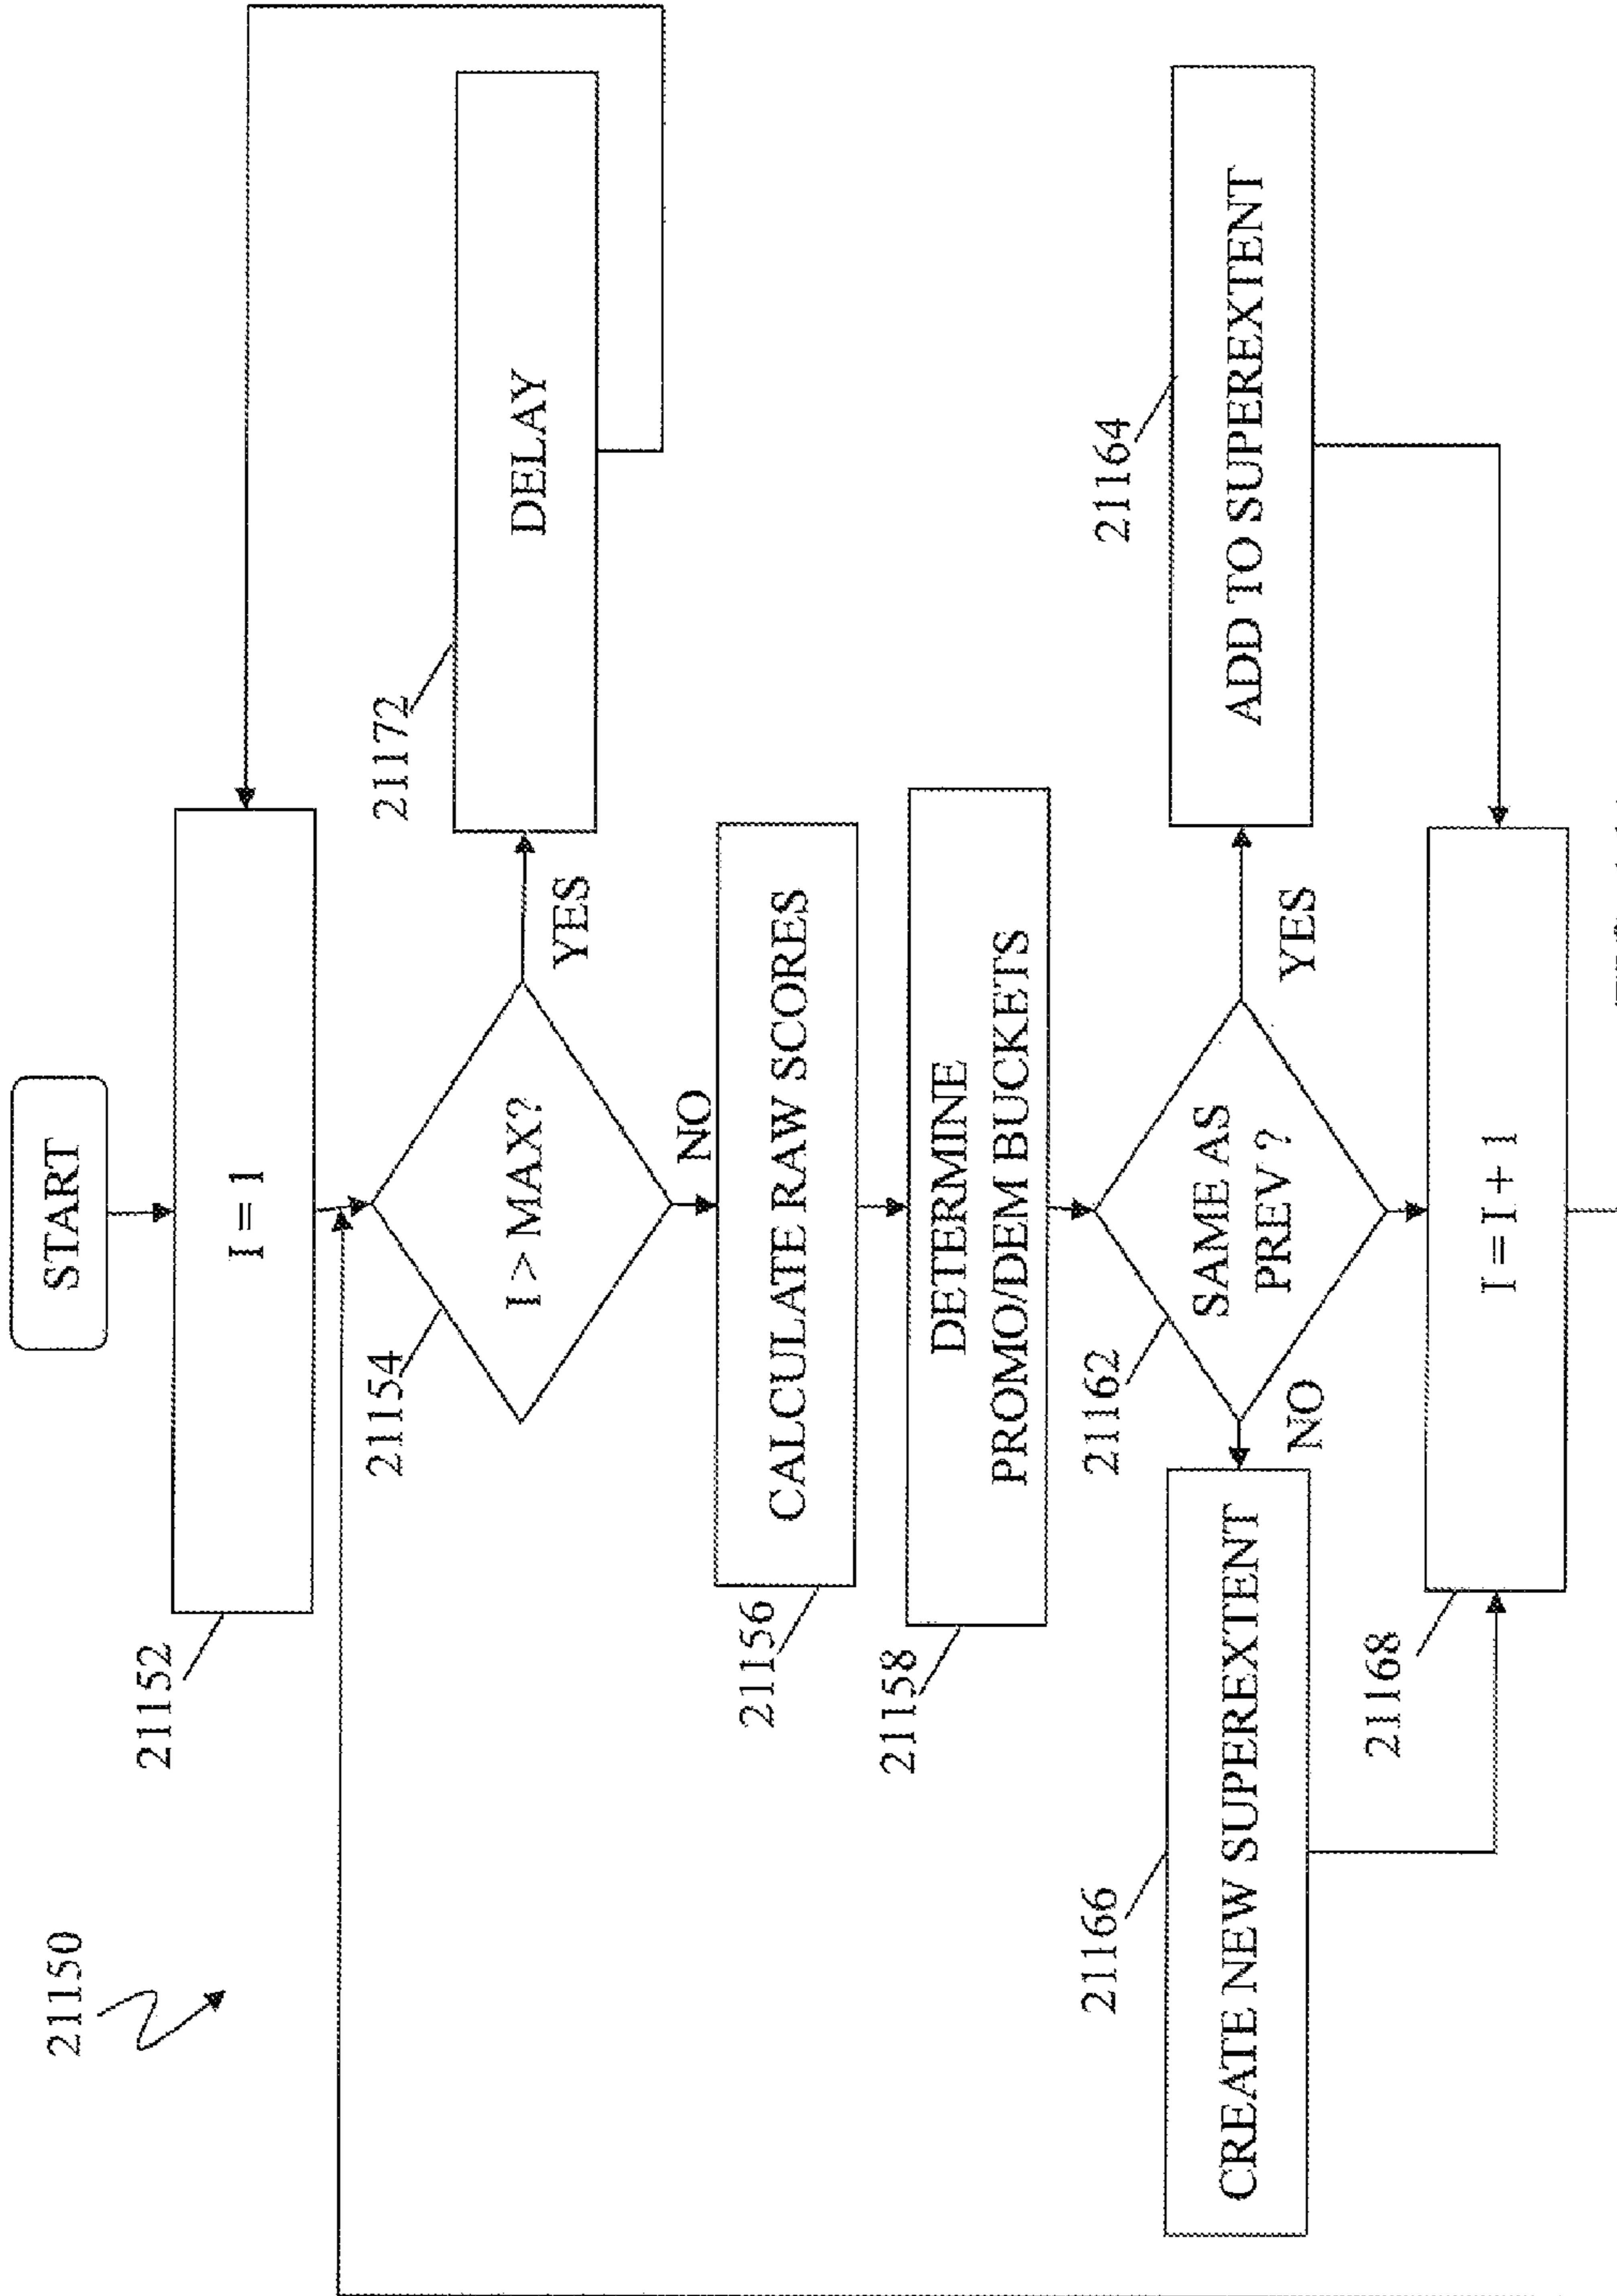 21150
START
21152
I = 1
21154
I > MAX?
YES
21172
DELAY
NO
21156
CALCULATE RAW SCORES
21158
DETERMINE
PROMO/DEM BUCKETS
21162
SAME AS
PREV ?
NO
YES
21166
CREATE NEW SUPEREXTENT
21164
ADD TO SUPEREXTENT
21168
I = I + 1